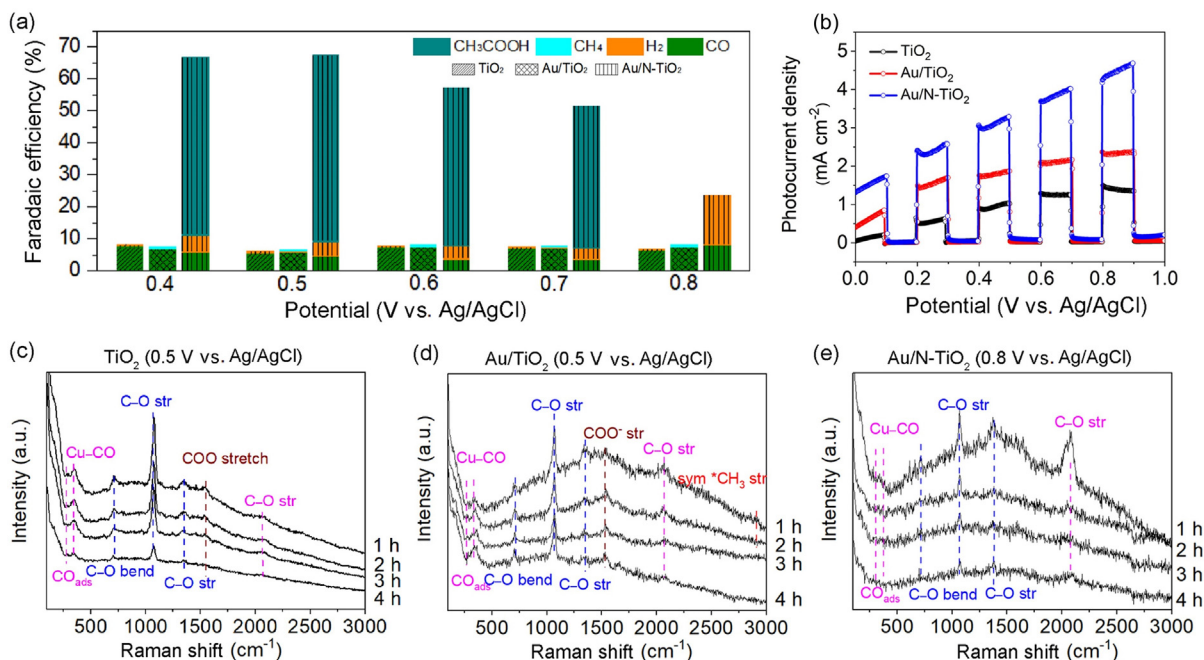 (a)
Faradaic efficiency (%)
70
60
50
40
30
20
10
0
CH₃COOH CH₄ H₂ CO
TiO₂ Au/TiO₂ Au/N-TiO₂
0.4 0.5 0.6 0.7 0.8
Potential (V vs. Ag/AgCl)
(b)
Photocurrent density
(mA cm⁻²)
5
4
3
2
1
0
TiO₂
Au/TiO₂
Au/N-TiO₂
0.0 0.2 0.4 0.6 0.8 1.0
Potential (V vs. Ag/AgCl)
(c)
TiO₂ (0.5 V vs. Ag/AgCl)
Intensity (a.u.)
C–O str
Cu–CO
COO stretch
C–O str
1 h
2 h
3 h
4 h
CO_ads
C–O bend
C–O str
500 1000 1500 2000 2500 3000
Raman shift (cm⁻¹)
(d)
Au/TiO₂ (0.5 V vs. Ag/AgCl)
Intensity (a.u.)
C–O str
COO⁻ str
Cu–CO
C–O str
sym *CH₃ str
1 h
2 h
3 h
4 h
CO_ads
C–O bend
C–O str
500 1000 1500 2000 2500 3000
Raman shift (cm⁻¹)
(e)
Au/N-TiO₂ (0.8 V vs. Ag/AgCl)
Intensity (a.u.)
C–O str
Cu–CO
C–O str
1 h
2 h
3 h
4 h
CO_ads
C–O bend
C–O str
500 1000 1500 2000 2500 3000
Raman shift (cm⁻¹)